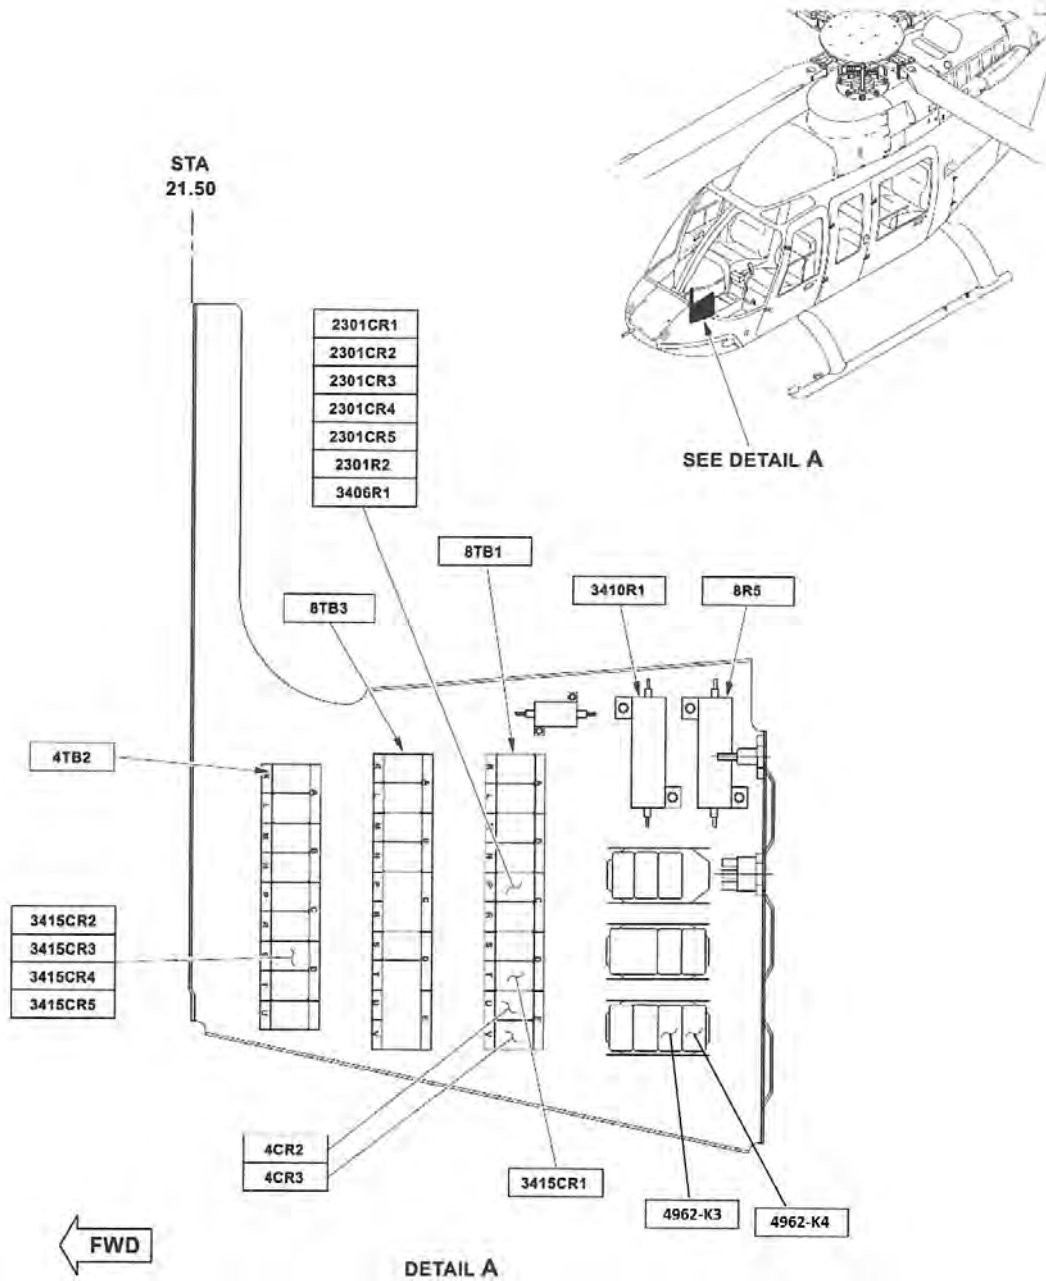 STA
21.50
2301CR1
2301CR2
2301CR3
2301CR4
2301CR5
2301R2
3406R1
SEE DETAIL A
8TB1
3410R1
8R5
8TB3
4TB2
3415CR2
3415CR3
3415CR4
3415CR5
4CR2
4CR3
3415CR1
4962-K3
4962-K4
FWD
DETAIL A